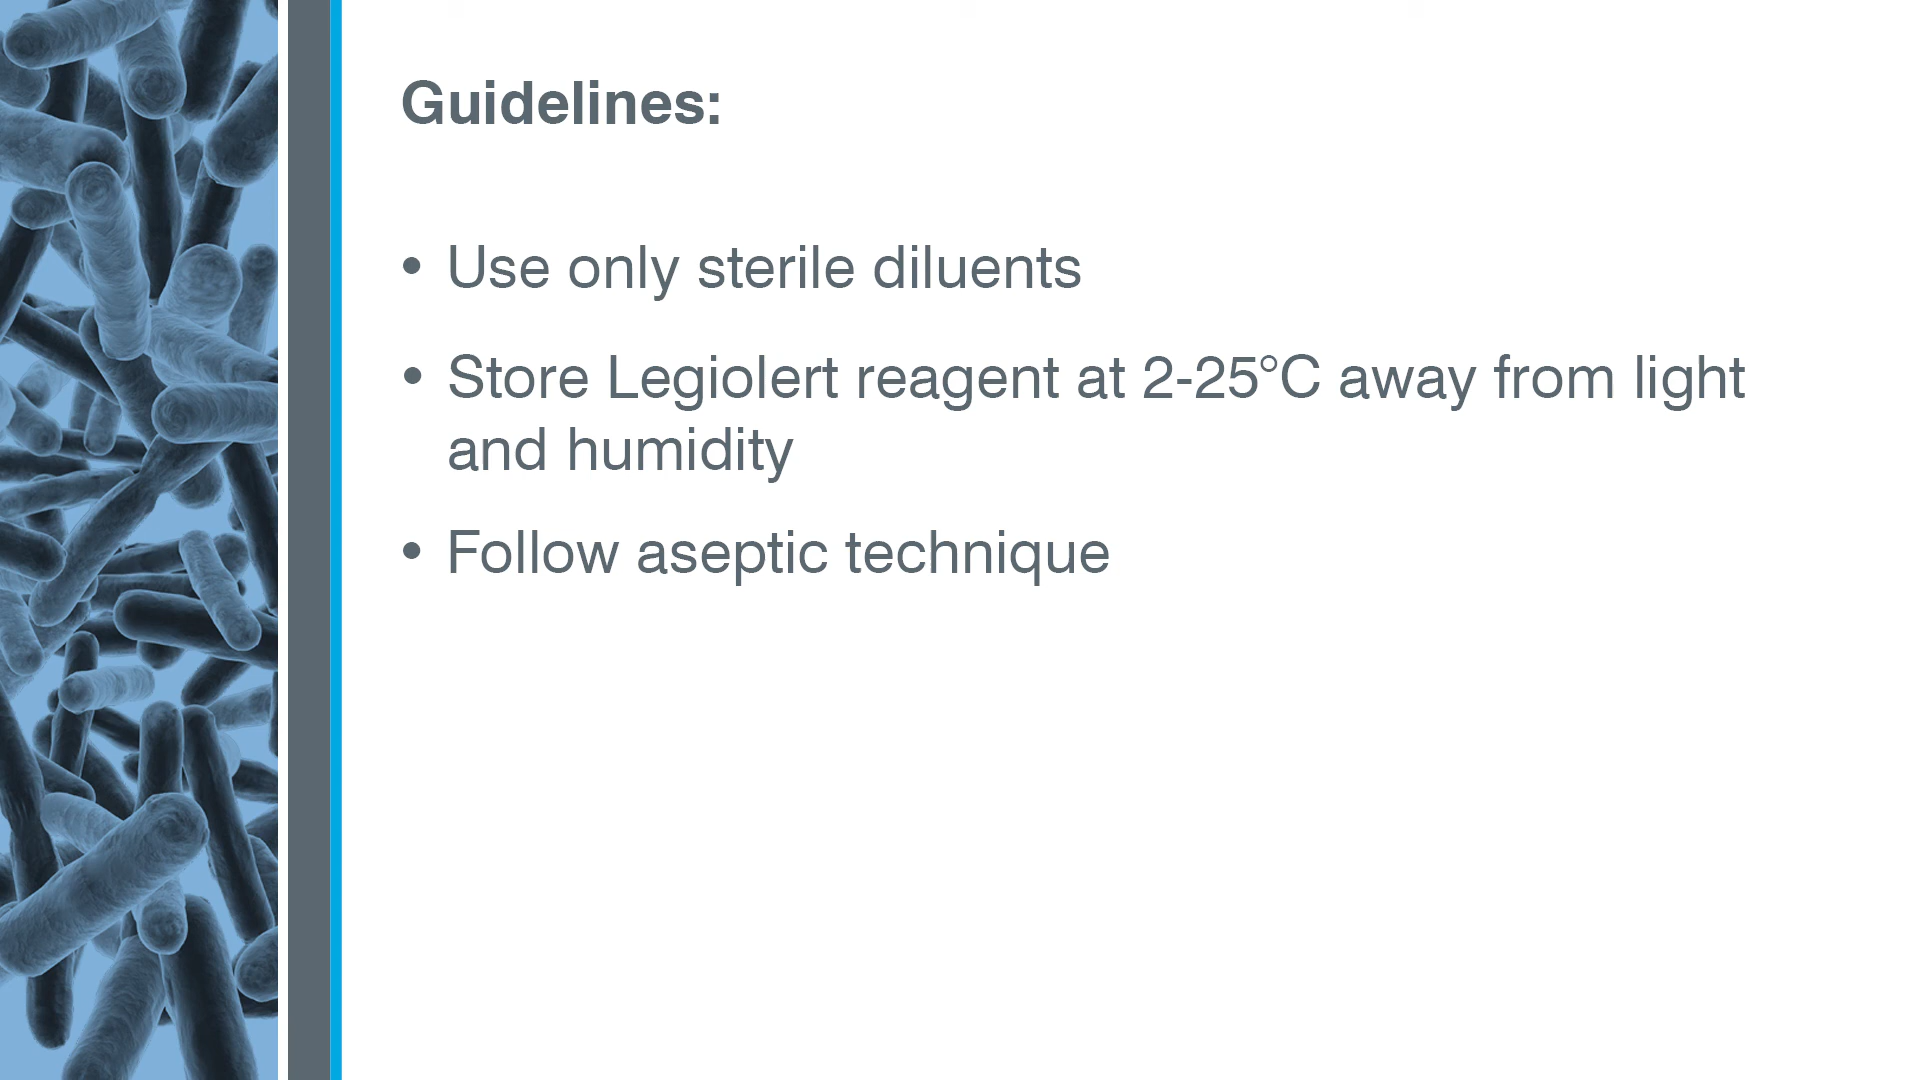 Guidelines:
• Use only sterile diluents
• Store Legiolert reagent at 2-25°C away from light
and humidity
• Follow aseptic technique